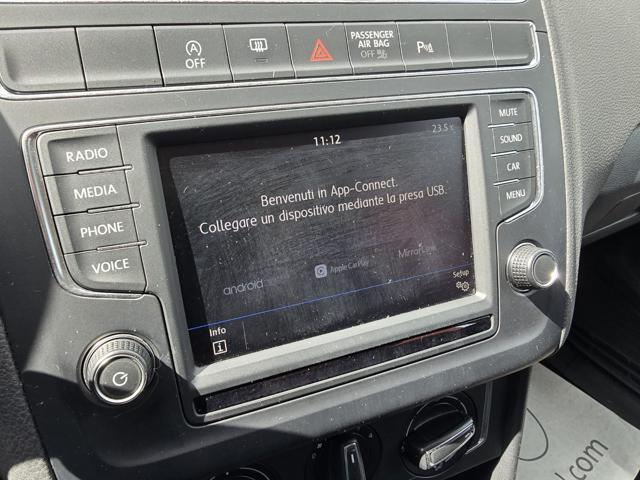 OFF
PASSENGER
AIR BAG
OFF
P
RADIO
MEDIA
PHONE
VOICE
11:12
23.5°C
Benvenuti in App-Connect.
Collegare un dispositivo mediante la presa USB.
android
Apple CarPlay
MirrorLink
Info
i
Setup
MUTE
SOUND
CAR
MENU
.com